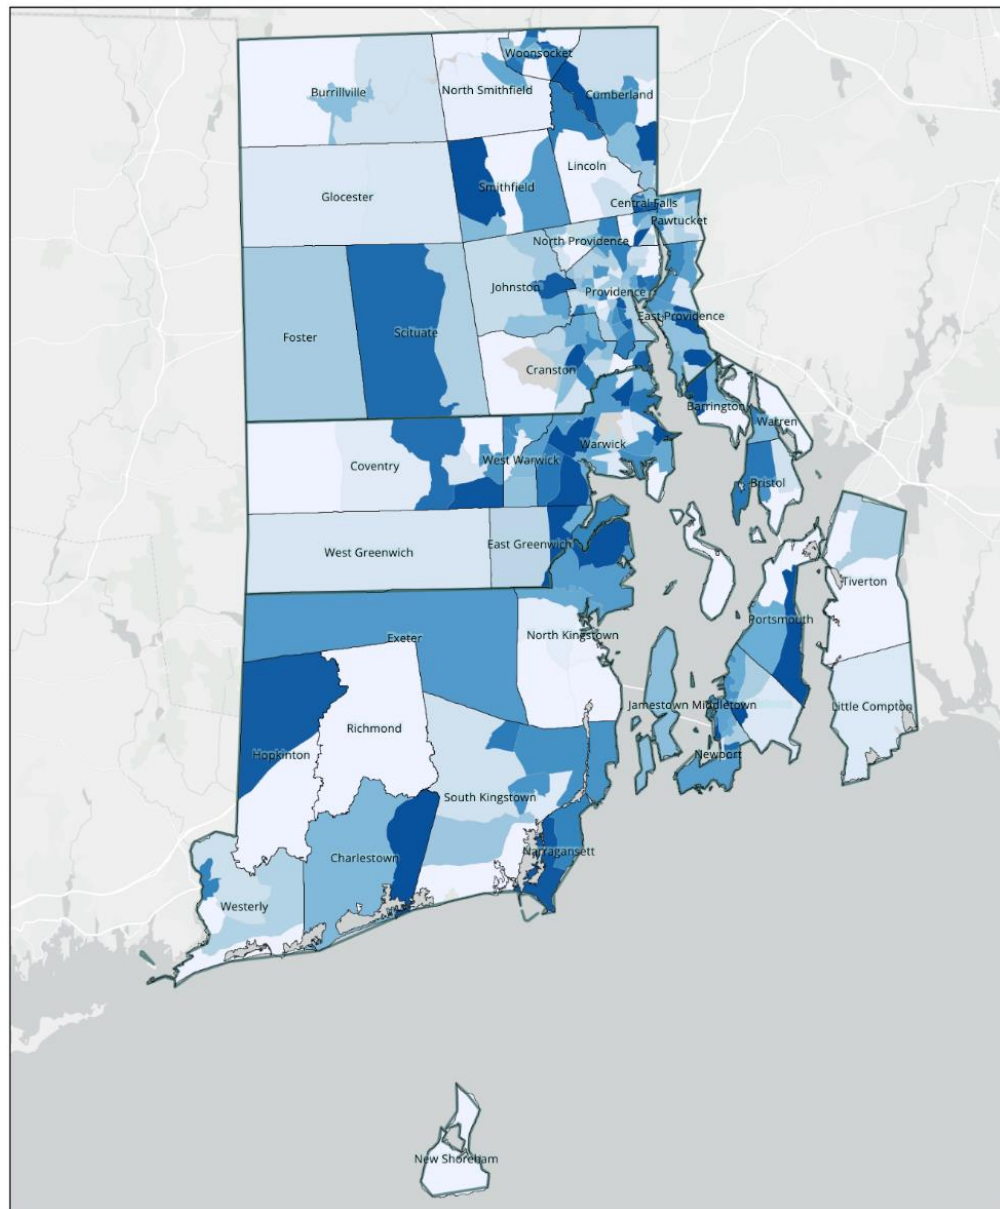 Woonsocket
Burrillville
North Smithfield
Cumberland
Lincoln
Smithfield
Glocester
Central Falls
Pawtucket
North Providence
Johnston
Providence
East Providence
Foster
Scituate
Cranston
Barrington
Warren
Warwick
West Warwick
Coventry
Bristol
East Greenwich
West Greenwich
Tiverton
Portsmouth
North Kingstown
Exeter
Jamestown
Middletown
Little Compton
Richmond
Hopkinton
Newport
South Kingstown
Narragansett
Charlestown
Westerly
New Shoreham